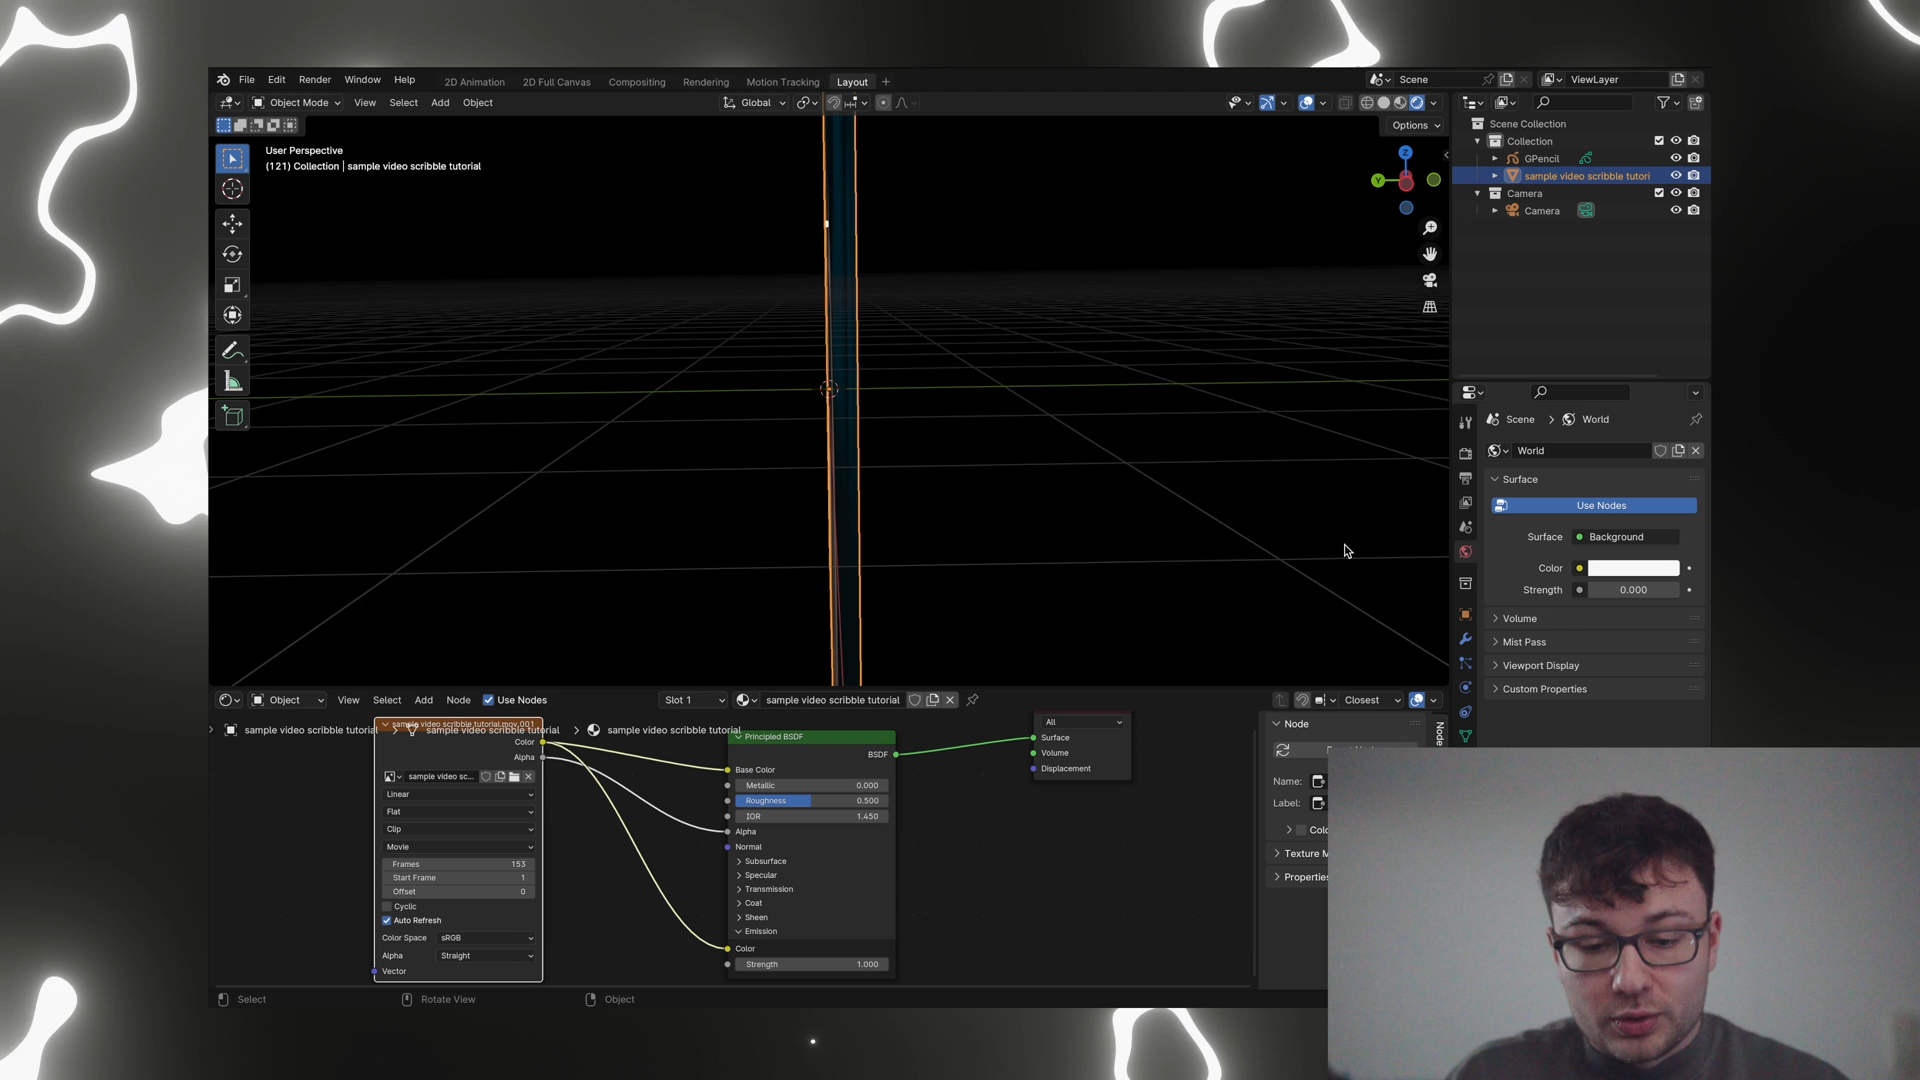 File Edit Render Window Help 2D Animation 2D Full Canvas Compositing Rendering Motion Tracking Layout +
Scene ViewLayer
Object Mode View Select Add Object Global
Options
User Perspective
(121) Collection | sample video scribble tutorial
Z
Y
Scene Collection
Collection
GPencil
sample video scribble tutori
Camera
Camera
Scene > World
World
Surface
Use Nodes
Surface Background
Color
Strength 0.000
Volume
Mist Pass
Viewport Display
Custom Properties
Object View Select Add Node Use Nodes Slot 1 sample video scribble tutorial Closest
sample video scribble tutorial.mov.001
sample video scribble tutorial > sample video scribble tutorial > sample video scribble tutorial
Color
Alpha
sample video sc...
Linear
Flat
Clip
Movie
Frames 153
Start Frame 1
Offset 0
Cyclic
Auto Refresh
Color Space sRGB
Alpha Straight
Vector
Principled BSDF
BSDF
Base Color
Metallic 0.000
Roughness 0.500
IOR 1.450
Alpha
Normal
Subsurface
Specular
Transmission
Coat
Sheen
Emission
Color
Strength 1.000
All
Surface
Volume
Displacement
Node
Name:
Label:
Colo
Texture M
Properties
Node
Select Rotate View Object